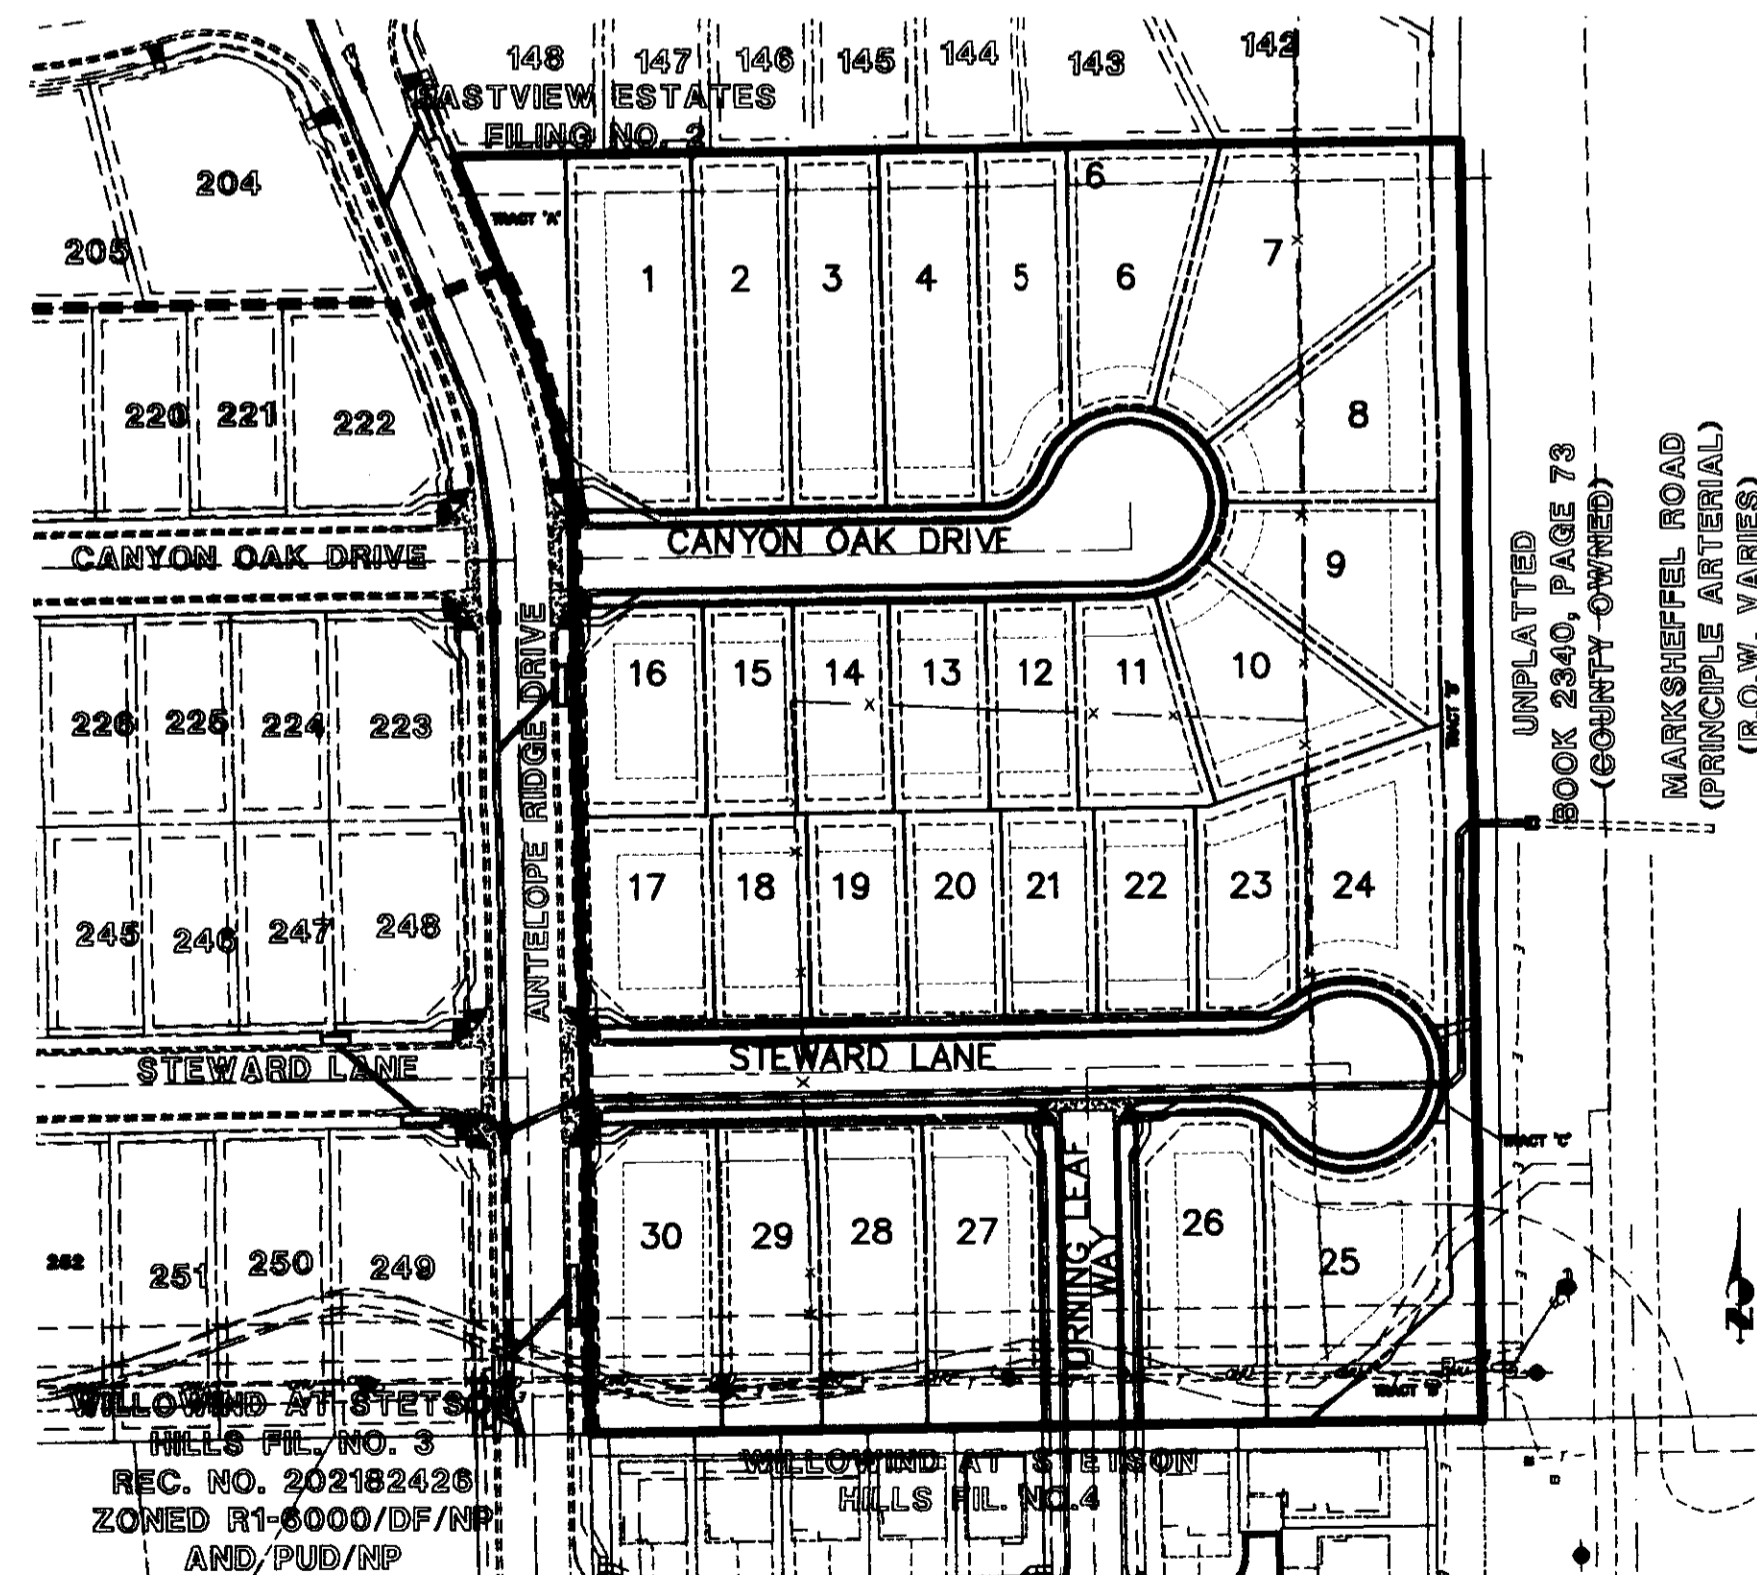 148
147
146
145
144
143
142
EASTVIEW ESTATES
FILING NO. 2
204
205
TRACT 'A'
6
1
2
3
4
5
6
7
8
220
221
222
CANYON OAK DRIVE
CANYON OAK DRIVE
9
UNPLATTED
BOOK 2340, PAGE 73
(COUNTY OWNED)
MARKSHEFFEL ROAD
(PRINCIPLE ARTERIAL)
(R.O.W. VARIES)
ANTELOPE RIDGE DRIVE
16
15
14
13
12
11
10
226
225
224
223
17
18
19
20
21
22
23
24
245
246
247
248
STEWARD LANE
STEWARD LANE
TRACT 'C'
30
29
28
27
TURNING LEAF
WAY
26
25
252
251
250
249
WILLOWIND AT STETSON
HILLS FIL. NO. 3
REC. NO. 202182426
ZONED R1-6000/DF/NP
AND/PUD/NP
WILLOWIND AT STETSON
HILLS FIL. NO.4